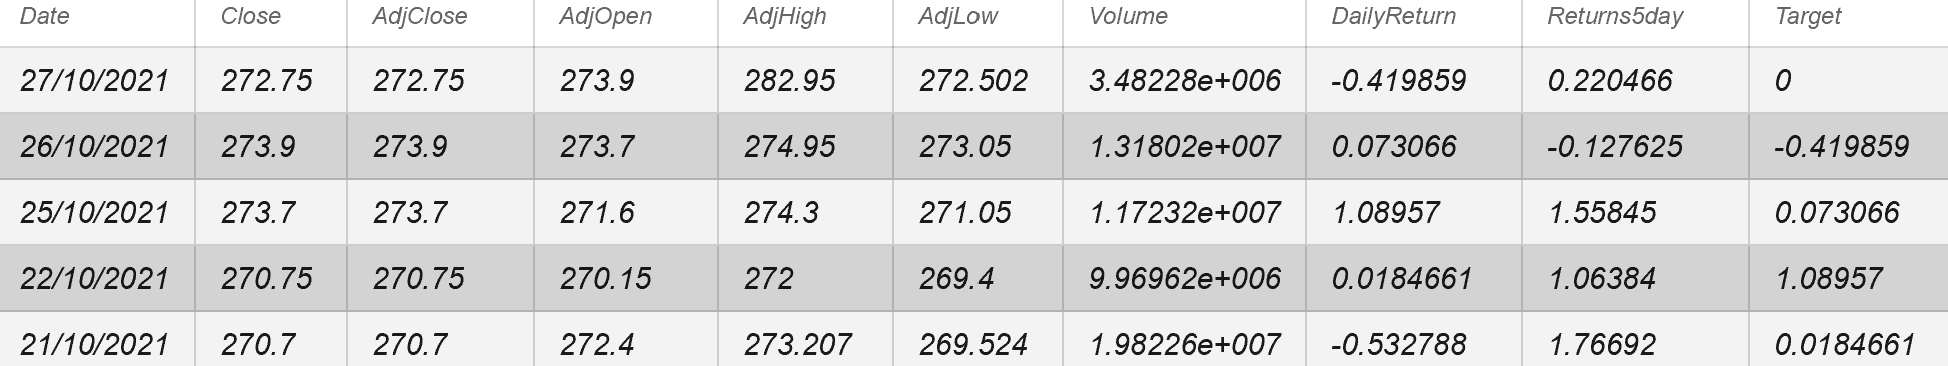 Date Close AdjClose AdjOpen AdjHigh AdjLow Volume DailyReturn Returns5day Target
27/10/2021 272.75 272.75 273.9 282.95 272.502 3.48228e+006 -0.419859 0.220466 0
26/10/2021 273.9 273.9 273.7 274.95 273.05 1.31802e+007 0.073066 -0.127625 -0.419859
25/10/2021 273.7 273.7 271.6 274.3 271.05 1.17232e+007 1.08957 1.55845 0.073066
22/10/2021 270.75 270.75 270.15 272 269.4 9.96962e+006 0.0184661 1.06384 1.08957
21/10/2021 270.7 270.7 272.4 273.207 269.524 1.98226e+007 -0.532788 1.76692 0.0184661